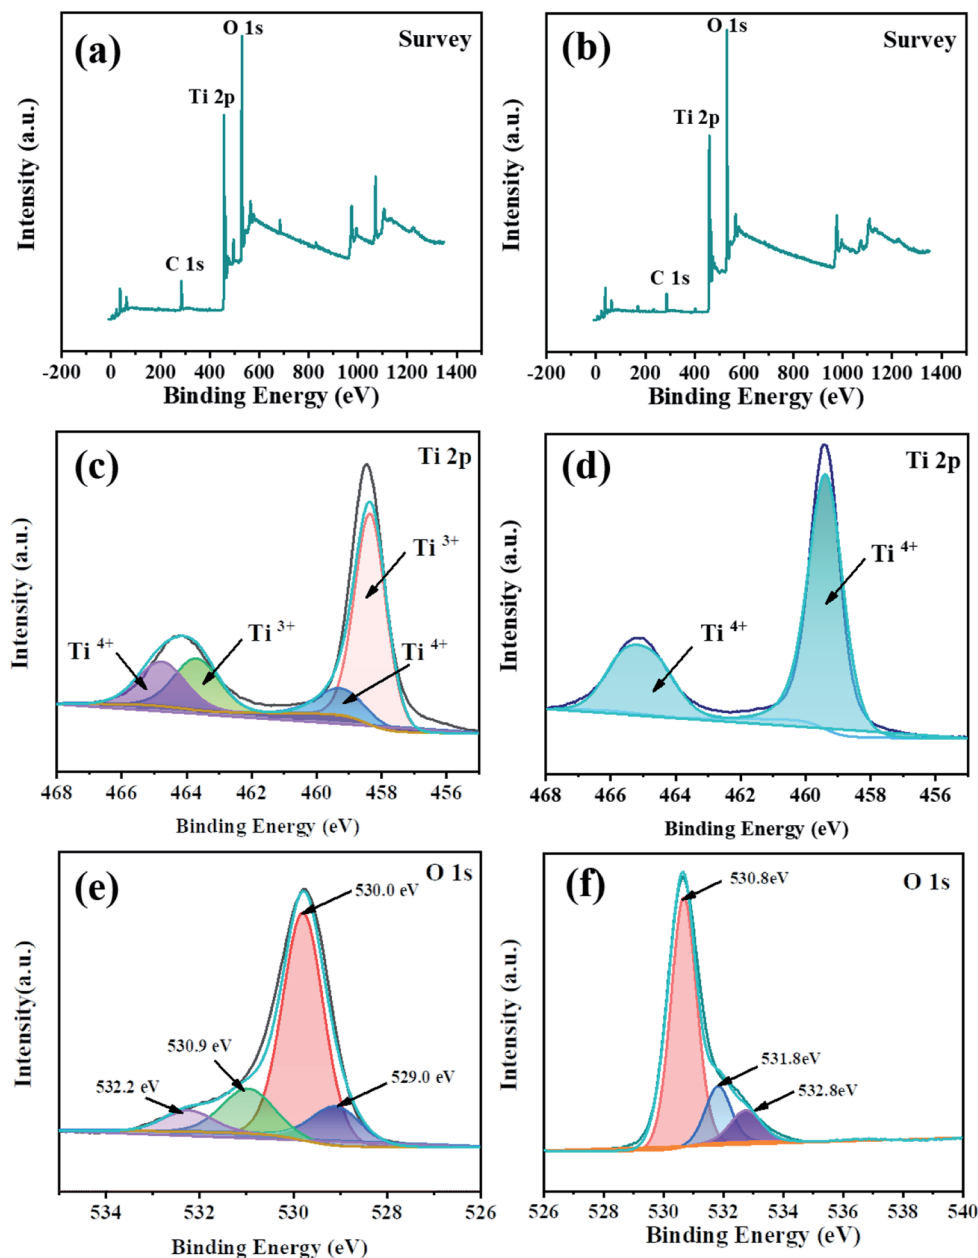 (a)
O 1s
Survey
Ti 2p
C 1s
Intensity (a.u.)
-200 0 200 400 600 800 1000 1200 1400
Binding Energy (eV)
(b)
O 1s
Survey
Ti 2p
C 1s
Intensity (a.u.)
-200 0 200 400 600 800 1000 1200 1400
Binding Energy (eV)
(c)
Ti 2p
Ti 3+
Ti 4+
Ti 3+
Ti 4+
Intensity (a.u.)
468 466 464 462 460 458 456
Binding Energy (eV)
(d)
Ti 2p
Ti 4+
Ti 4+
Intensity (a.u.)
468 466 464 462 460 458 456
Binding Energy (eV)
(e)
O 1s
530.0 eV
530.9 eV
532.2 eV
529.0 eV
Intensity(a.u.)
534 532 530 528 526
Binding Energy (eV)
(f)
O 1s
530.8eV
531.8eV
532.8eV
Intensity (a.u.)
526 528 530 532 534 536 538 540
Binding Energy (eV)